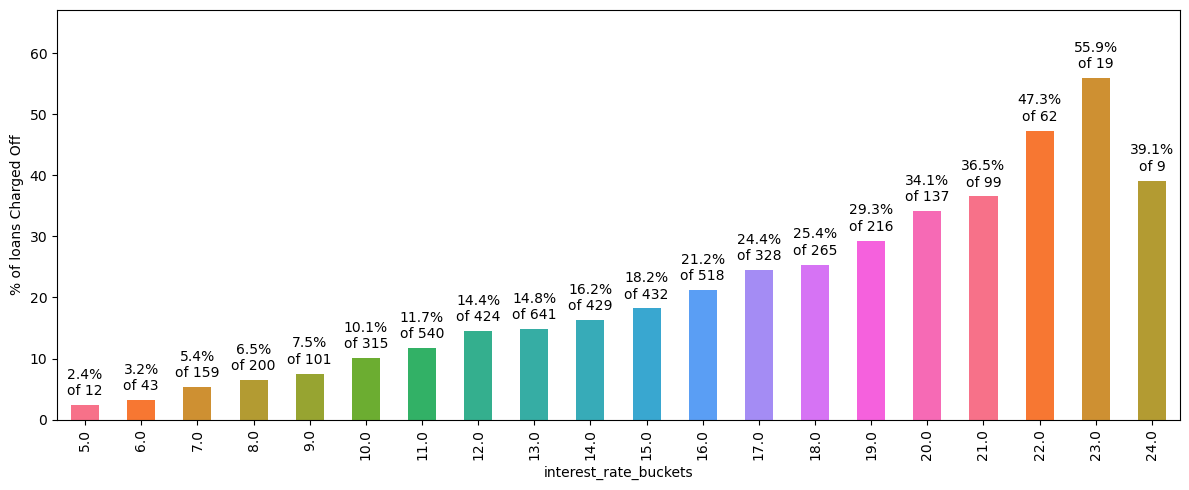 % of loans Charged Off
60
50
40
30
20
10
0
2.4%
of 12
3.2%
of 43
5.4%
of 159
6.5%
of 200
7.5%
of 101
10.1%
of 315
11.7%
of 540
14.4%
of 424
14.8%
of 641
16.2%
of 429
18.2%
of 432
21.2%
of 518
24.4%
of 328
25.4%
of 265
29.3%
of 216
34.1%
of 137
36.5%
of 99
47.3%
of 62
55.9%
of 19
39.1%
of 9
5.0
6.0
7.0
8.0
9.0
10.0
11.0
12.0
13.0
14.0
15.0
16.0
17.0
18.0
19.0
20.0
21.0
22.0
23.0
24.0
interest_rate_buckets